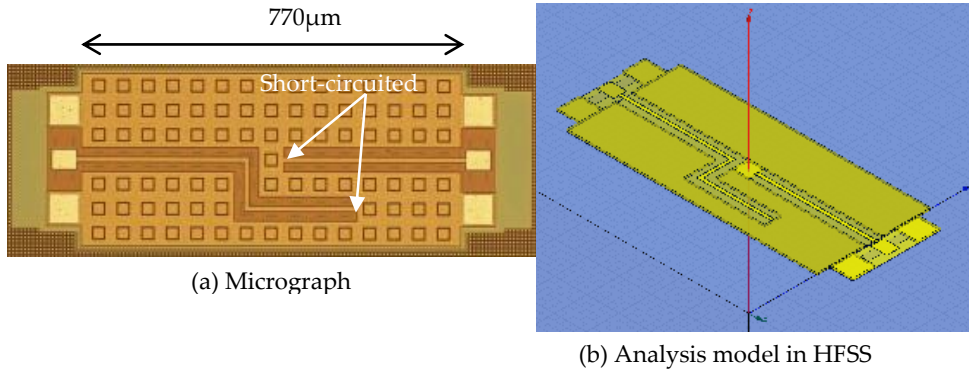 770μm
Short-circuited
(a) Micrograph
(b) Analysis model in HFSS